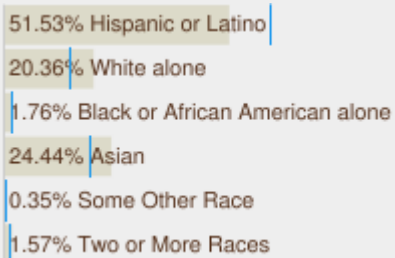 51.53% Hispanic or Latino
20.36% White alone
1.76% Black or African American alone
24.44% Asian
0.35% Some Other Race
1.57% Two or More Races